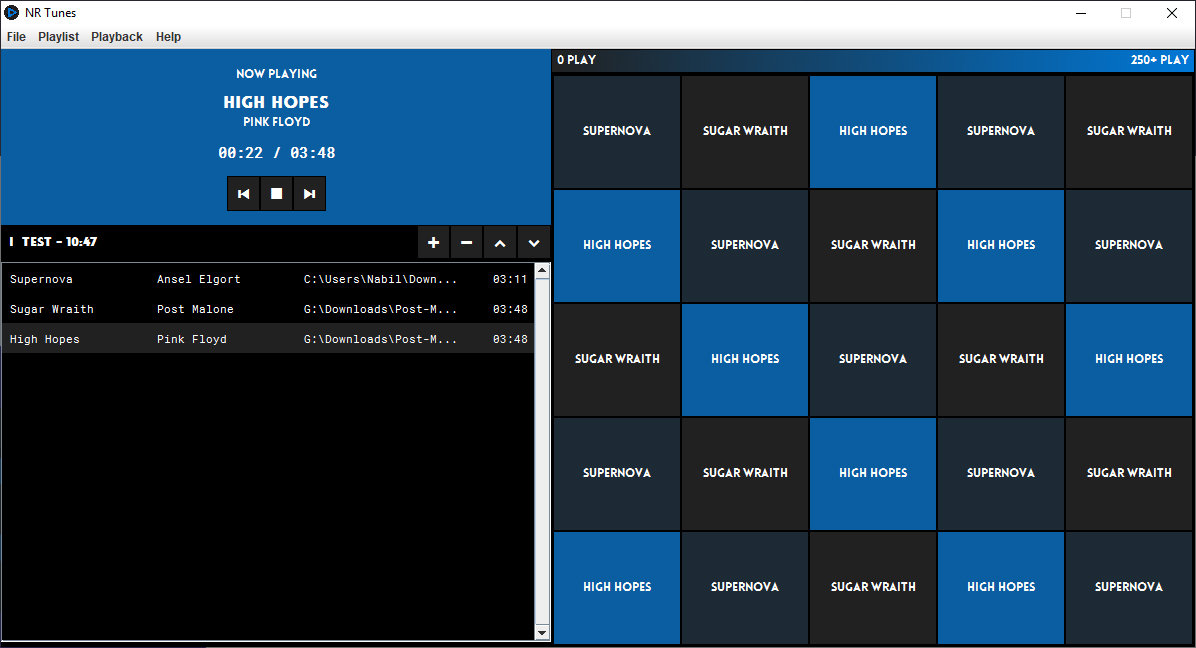 NR Tunes
File Playlist Playback Help
NOW PLAYING
HIGH HOPES
PINK FLOYD
00:22 / 03:48
I TEST - 10:47
Supernova Ansel Elgort C:\Users\Nabil\Down... 03:11
Sugar Wraith Post Malone G:\Downloads\Post-M... 03:48
High Hopes Pink Floyd G:\Downloads\Post-M... 03:48
0 PLAY 250+ PLAY
SUPERNOVA SUGAR WRAITH HIGH HOPES SUPERNOVA SUGAR WRAITH
HIGH HOPES SUPERNOVA SUGAR WRAITH HIGH HOPES SUPERNOVA
SUGAR WRAITH HIGH HOPES SUPERNOVA SUGAR WRAITH HIGH HOPES
SUPERNOVA SUGAR WRAITH HIGH HOPES SUPERNOVA SUGAR WRAITH
HIGH HOPES SUPERNOVA SUGAR WRAITH HIGH HOPES SUPERNOVA